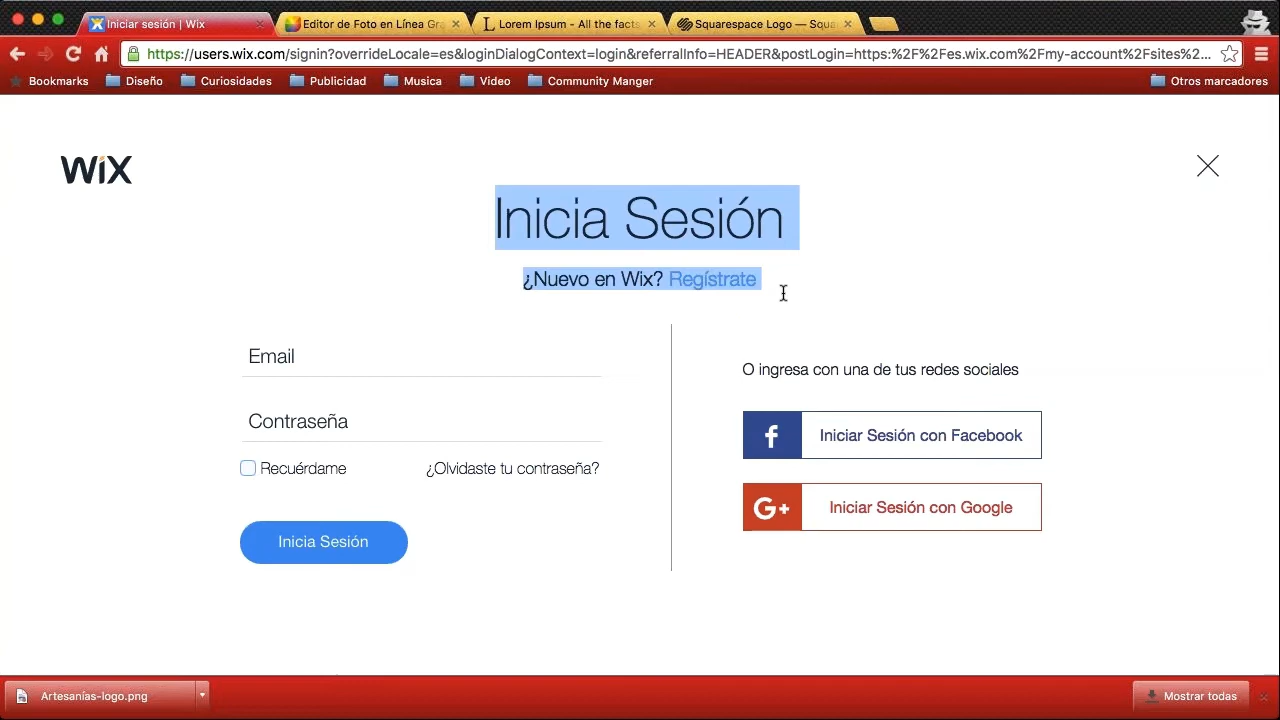 Iniciar sesión | Wix
Editor de Foto en Línea Gra
Lorem Ipsum - All the facts
Squarespace Logo — Squa
https://users.wix.com/signin?overrideLocale=es&loginDialogContext=login&referralInfo=HEADER&postLogin=https:%2F%2Fes.wix.com%2Fmy-account%2Fsites%2...
Bookmarks
Diseño
Curiosidades
Publicidad
Musica
Video
Community Manger
Otros marcadores
WiX
Inicia Sesión
¿Nuevo en Wix? Regístrate
Email
Contraseña
Recuérdame
¿Olvidaste tu contraseña?
Inicia Sesión
O ingresa con una de tus redes sociales
f
Iniciar Sesión con Facebook
G+
Iniciar Sesión con Google
Artesanías-logo.png
Mostrar todas